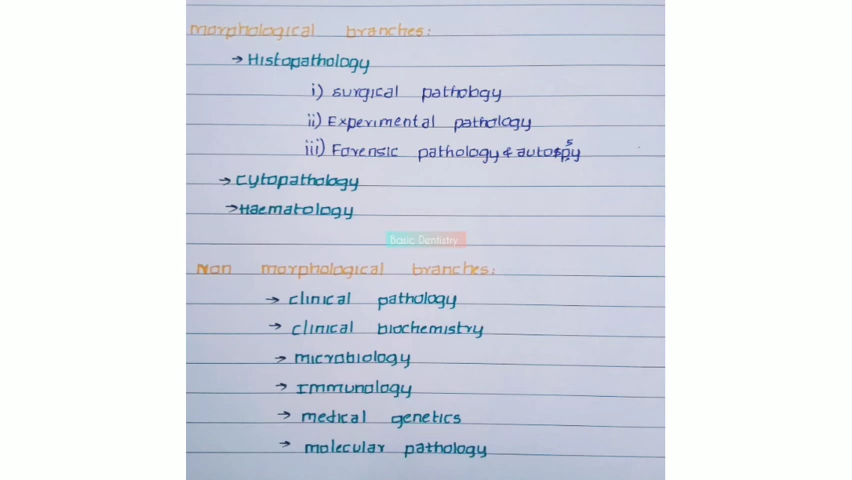 morphological branches:
→ Histopathology
i) surgical pathology
ii) Experimental pathology
iii) Forensic pathology & autopsy
→ cytopathology
→ Haematology
Basic Dentistry
Non morphological branches:
→ clinical pathology
→ clinical biochemistry
→ microbiology
→ Immunology
→ medical genetics
→ molecular pathology